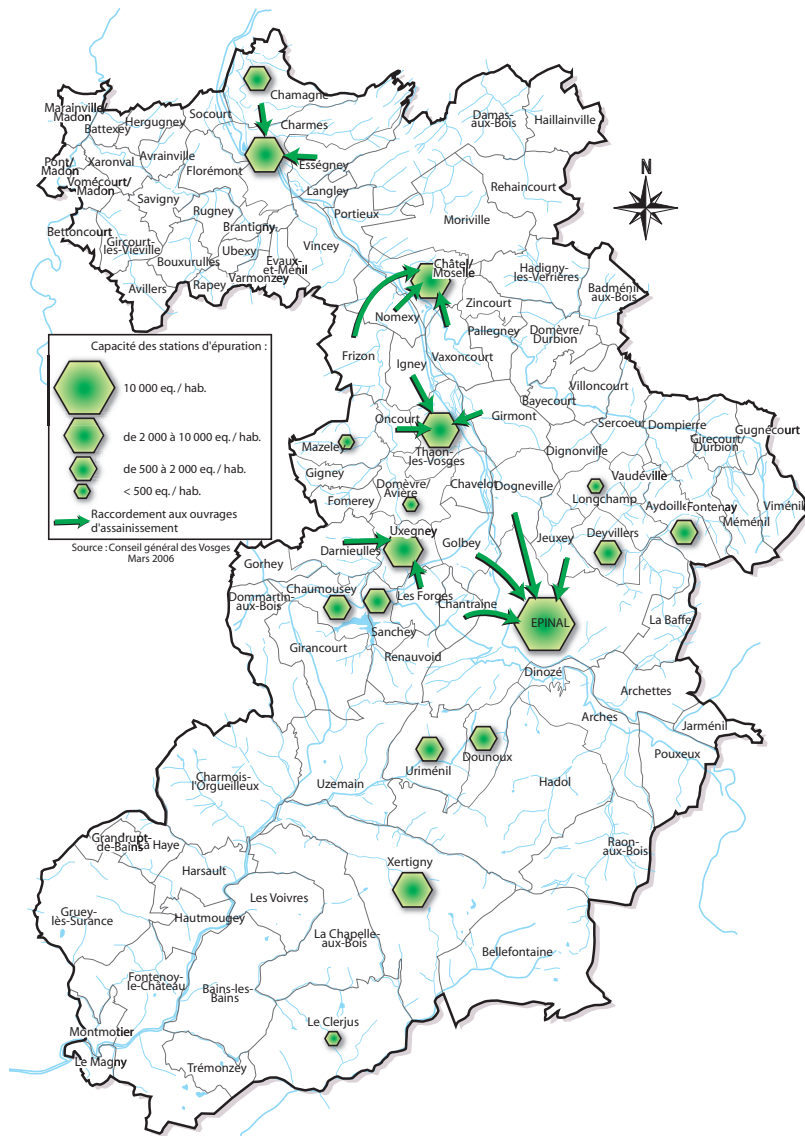 Chamagne
Marainville/
Madon
Battexey
Hergugney
Socourt
Charmes
Damas-
aux-Bois
Haillainville
Pont/
Madon
Xaronval
Avrainville
Florémont
Ességney
N
Vomécourt/
Madon
Savigny
Langley
Rehaincourt
Rugney
Portieux
Moriville
Bettoncourt
Gircourt-
les-Viéville
Brantigny
Vincey
Bouxurulles
Ubexy
Evaux-
et-Ménil
Châtel/
Moselle
Hadigny-
les-Verrières
Avillers
Rapey
Varmonzey
Badménil
aux-Bois
Zincourt
Nomexy
Pallegney
Domèvre/
Durbion
Capacité des stations d'épuration :
10 000 eq./ hab.
de 2 000 à 10 000 eq./ hab.
de 500 à 2 000 eq./ hab.
< 500 eq./ hab.
Raccordement aux ouvrages
d'assainissement
Source : Conseil général des Vosges
Mars 2006
Frizon
Igney
Vaxoncourt
Villoncourt
Bayecourt
Oncourt
Girmont
Sercoeur
Dompierre
Gugnécourt
Girecourt/
Durbion
Mazeley
Thaon-
les-Vosges
Dignonville
Gigney
Domèvre/
Avière
Chavelot
Dogneville
Vaudéville
Longchamp
Fomerey
Aydoilles
Fontenay
Viménil
Méménil
Uxegney
Darnieulles
Golbey
Jeuxey
Deyvillers
Gorhey
Chaumousey
Les Forges
Dommartin-
aux-Bois
Chantraine
EPINAL
La Baffe
Sanchey
Girancourt
Renauvoid
Dinozé
Archettes
Arches
Jarménil
Pouxeux
Uriménil
Dounoux
Charmois-
l'Orgueilleux
Uzemain
Hadol
Grandrupt-
de-Bains
La Haye
Raon-
aux-Bois
Harsault
Xertigny
Les Voivres
Gruey-
lès-Surance
Hautmougey
La Chapelle-
aux-Bois
Bellefontaine
Fontenoy-
le-Château
Bains-les-
Bains
Le Clerjus
Montmotier
Le Magny
Trémonzey